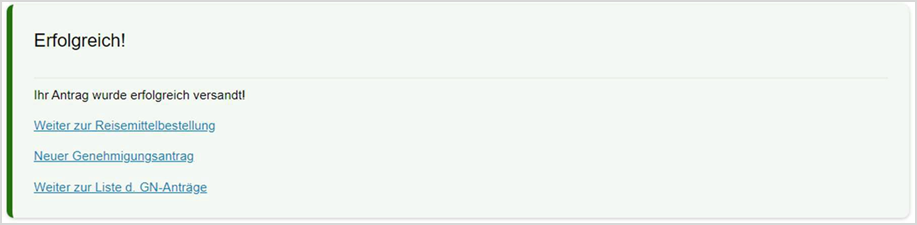 Erfolgreich!
Ihr Antrag wurde erfolgreich versandt!
Weiter zur Reisemittelbestellung
Neuer Genehmigungsantrag
Weiter zur Liste d. GN-Anträge